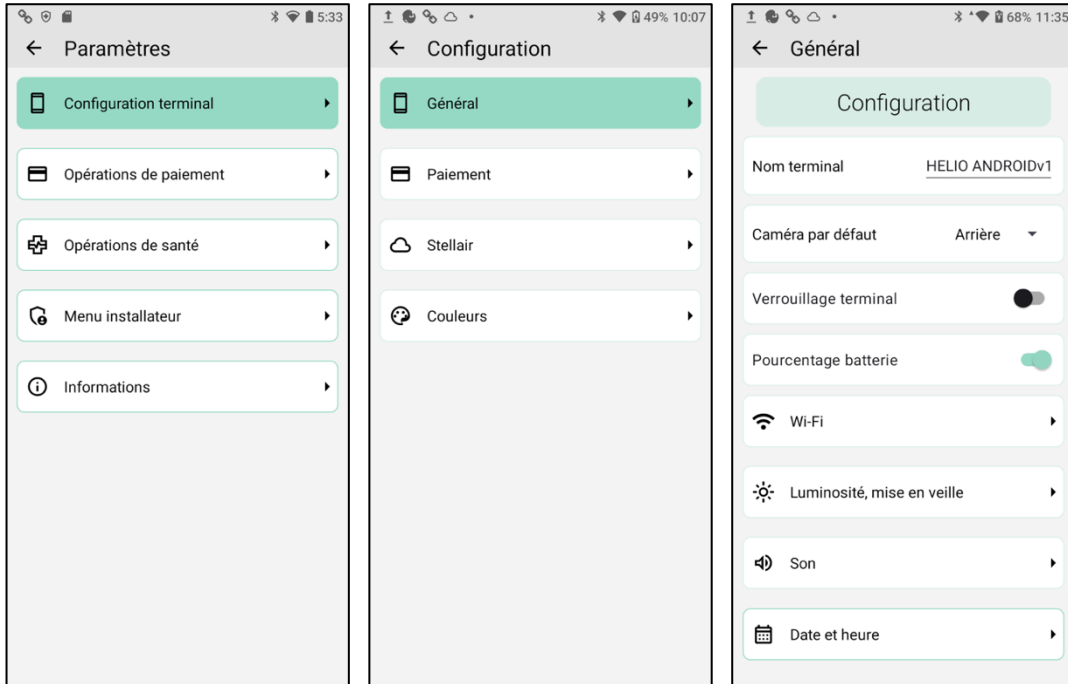 5:33
Paramètres
Configuration terminal
Opérations de paiement
Opérations de santé
Menu installateur
Informations
49% 10:07
Configuration
Général
Paiement
Stellair
Couleurs
68% 11:35
Général
Configuration
Nom terminal HELIO ANDROIDv1
Caméra par défaut Arrière
Verrouillage terminal
Pourcentage batterie
Wi-Fi
Luminosité, mise en veille
Son
Date et heure